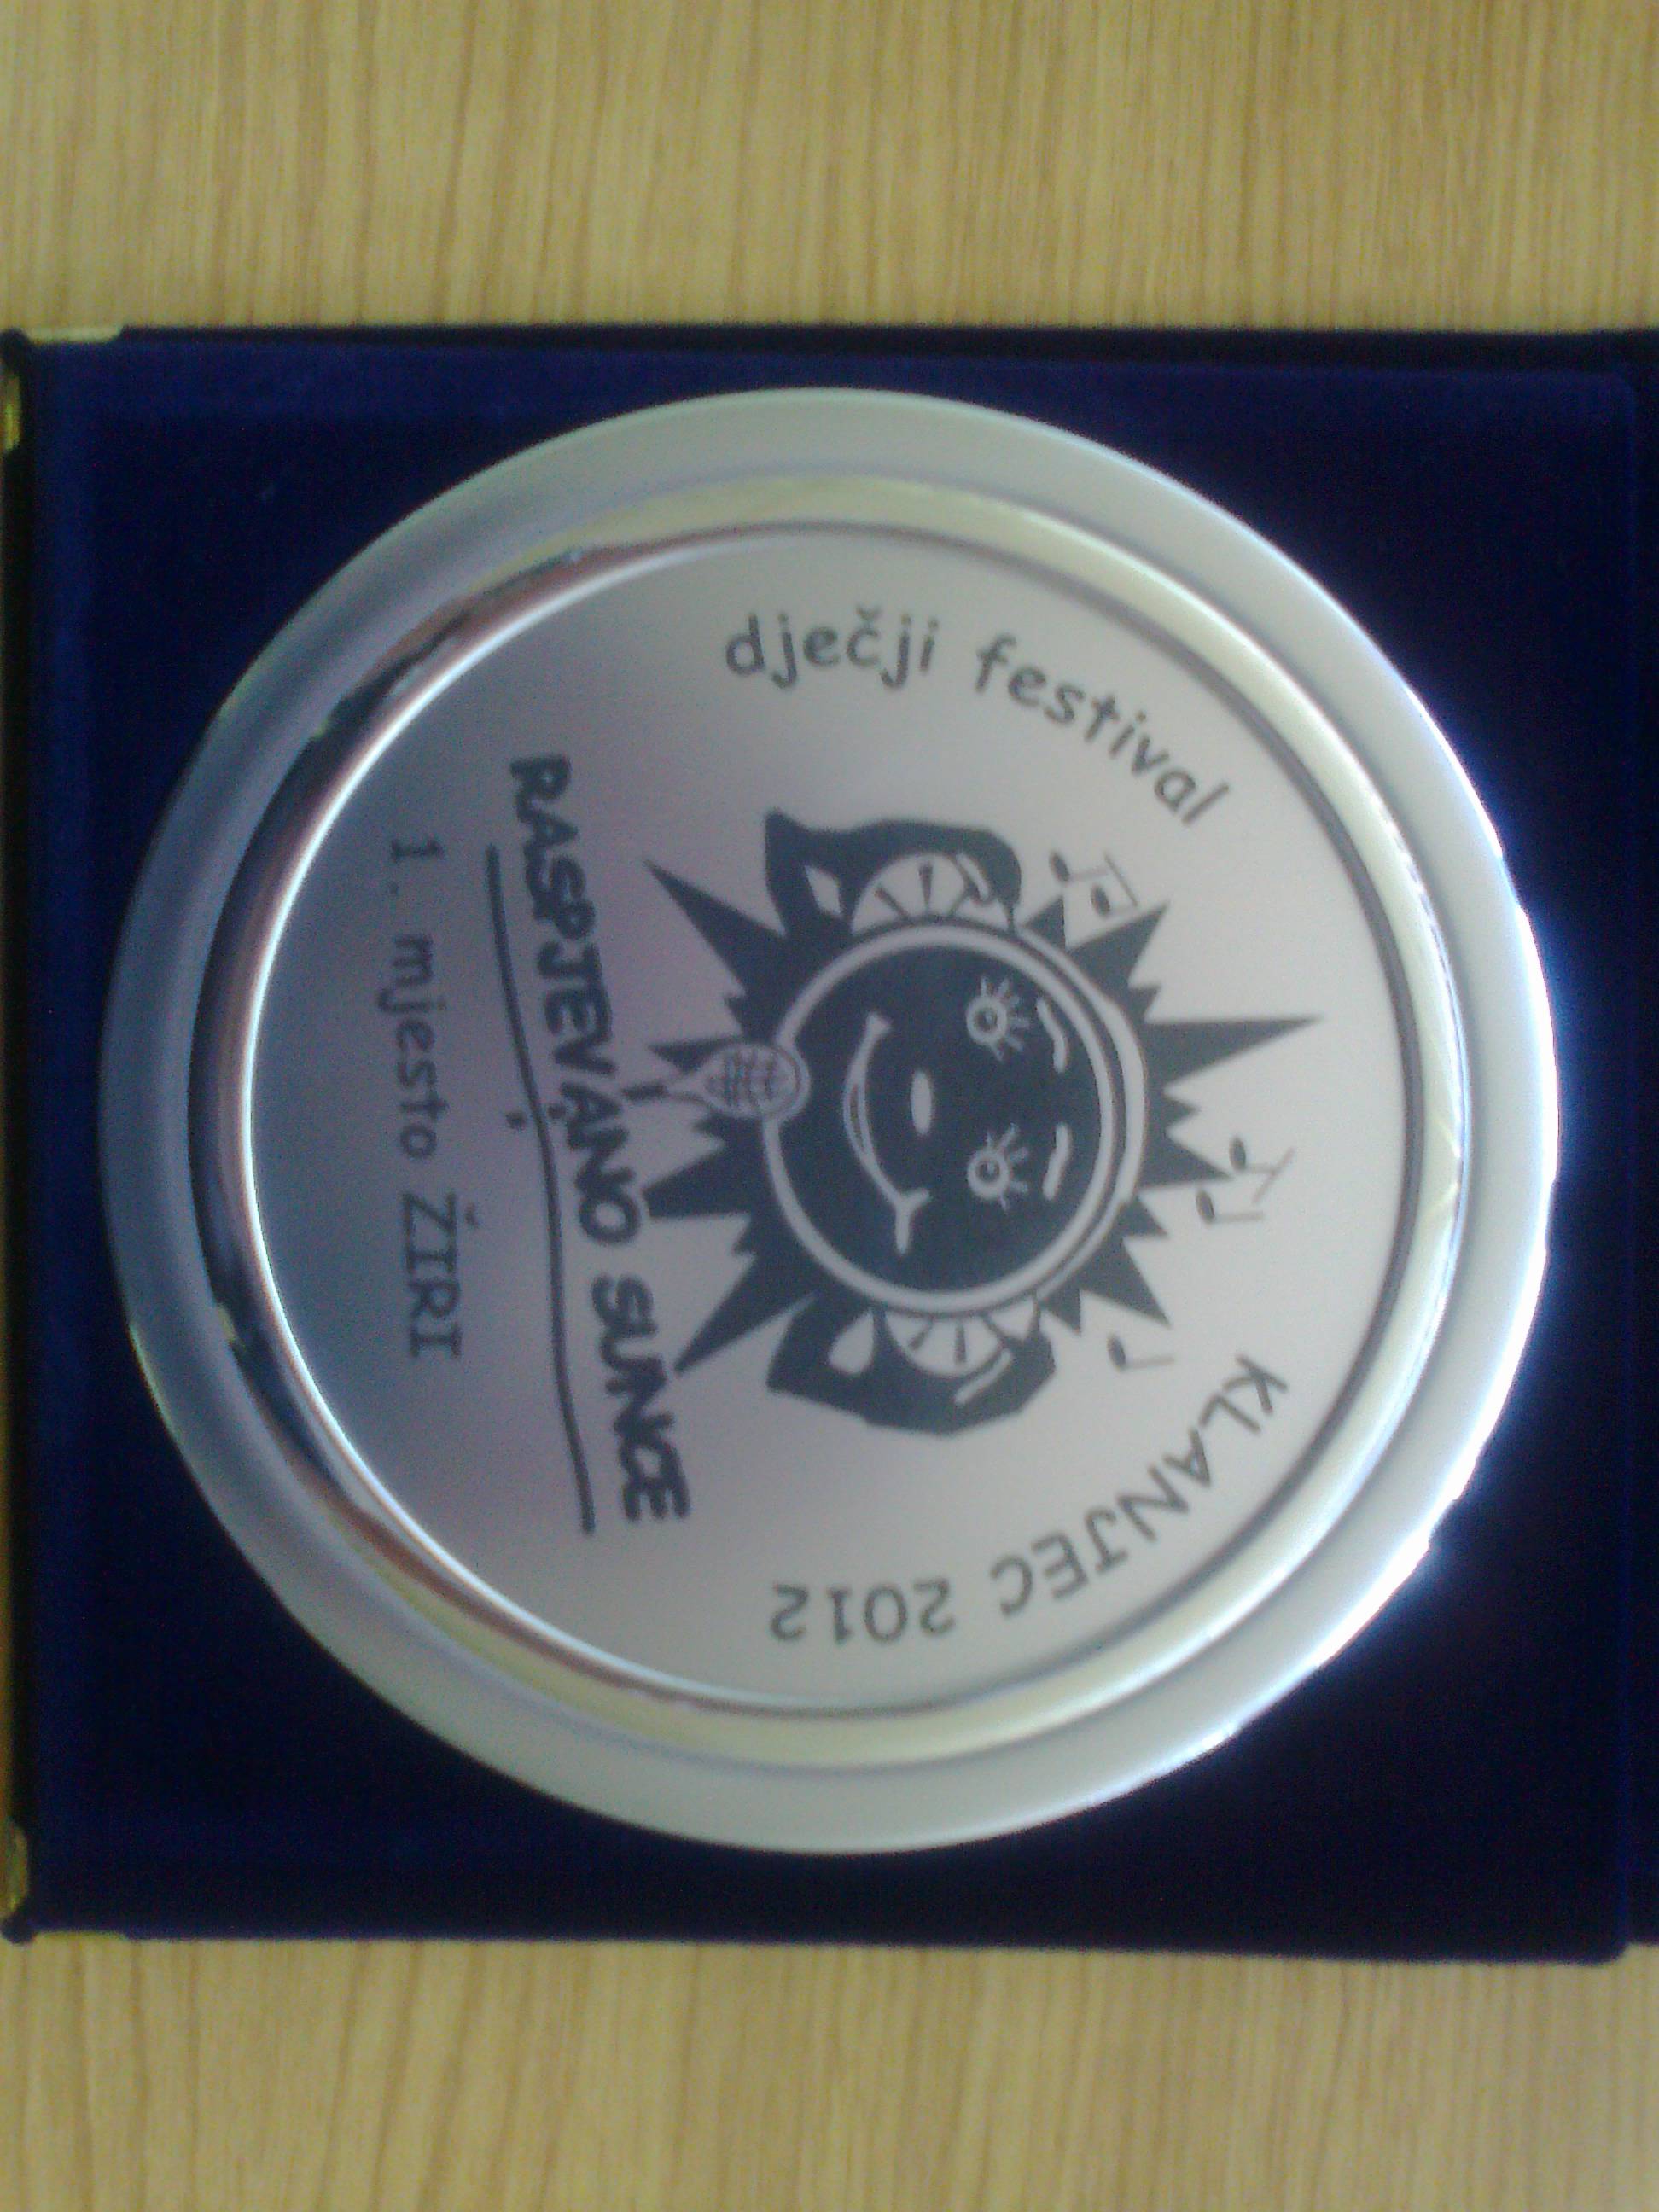 dječji festival
KLANJEC 2012
RASPJEVANO SUNCE
1. mjesto ŽIRI